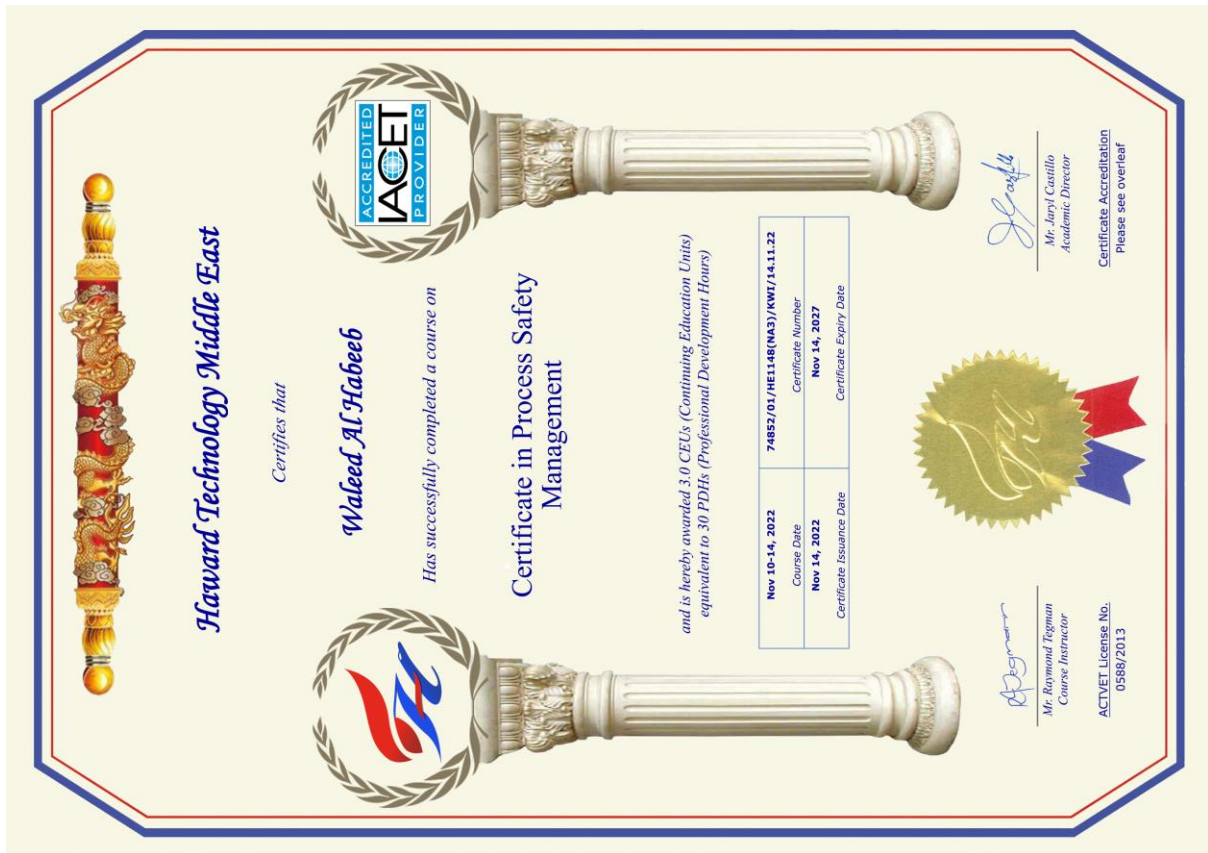 Haward Technology Middle East
Certifies that
Waleed Al Habeeb
ACCREDITED
IACET
PROVIDER
Has successfully completed a course on
Certificate in Process Safety
Management
and is hereby awarded 3.0 CEUs (Continuing Education Units)
equivalent to 30 PDHs (Professional Development Hours)
Nov 10-14, 2022
74852/01/HE1148(NA3)/KWI/14.11.22
Course Date
Certificate Number
Nov 14, 2022
Nov 14, 2027
Certificate Issuance Date
Certificate Expiry Date
Mr. Raymond Tegman
Course Instructor
ACTVET License No.
0588/2013
Mr. Jaryl Castillo
Academic Director
Certificate Accreditation
Please see overleaf